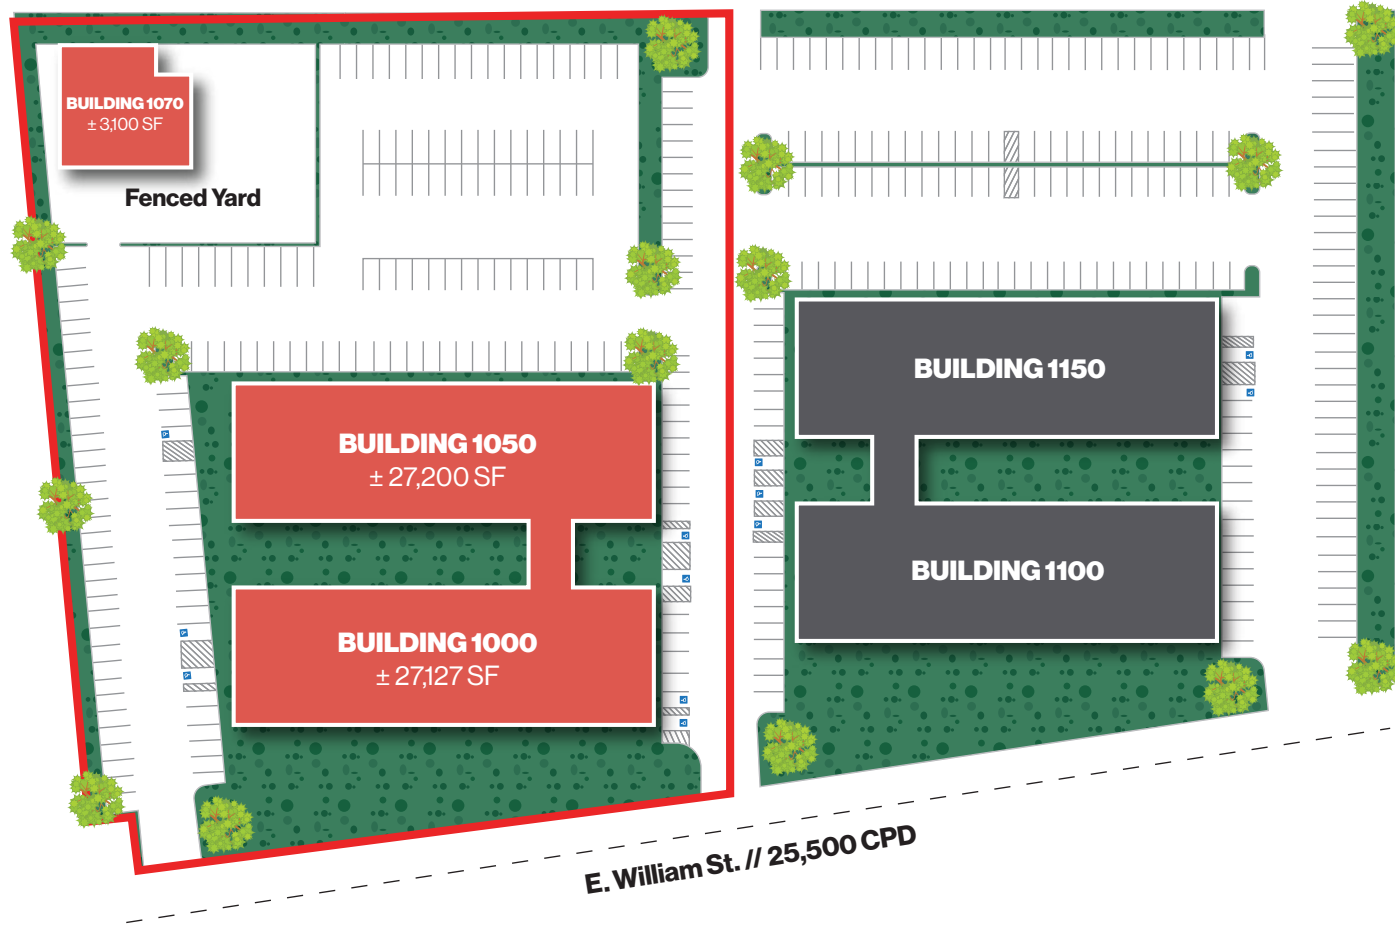 BUILDING 1070
± 3,100 SF
Fenced Yard
BUILDING 1050
± 27,200 SF
BUILDING 1000
± 27,127 SF
BUILDING 1150
BUILDING 1100
E. William St. // 25,500 CPD